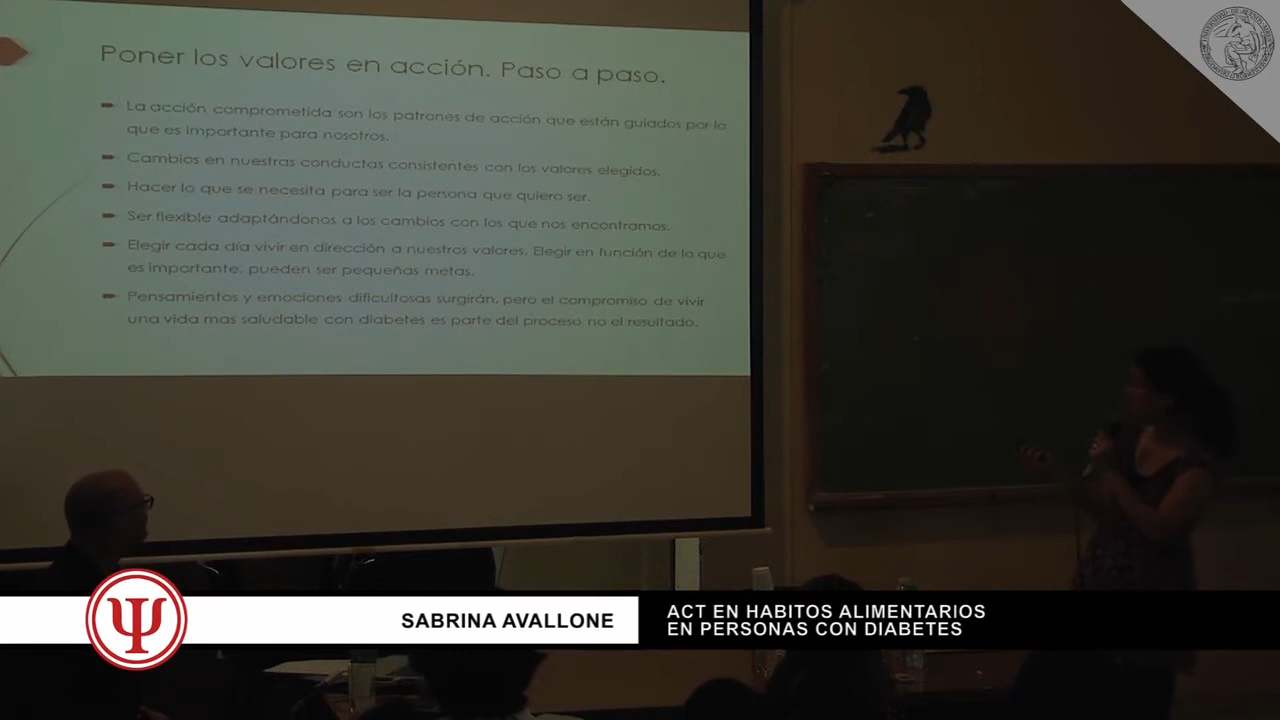 Poner los valores en acción. Paso a paso.
La acción comprometida son los patrones de acción que están guiados por lo
que es importante para nosotros.
Cambios en nuestras conductas consistentes con los valores elegidos.
Hacer lo que se necesita para ser la persona que quiero ser.
Ser flexible adaptándonos a los cambios con los que nos encontramos.
Elegir cada día vivir en dirección a nuestros valores. Elegir en función de lo que
es importante, pueden ser pequeñas metas.
Pensamientos y emociones dificultosas surgirán, pero el compromiso de vivir
una vida mas saludable con diabetes es parte del proceso no el resultado.
Ψ
SABRINA AVALLONE
ACT EN HABITOS ALIMENTARIOS
EN PERSONAS CON DIABETES